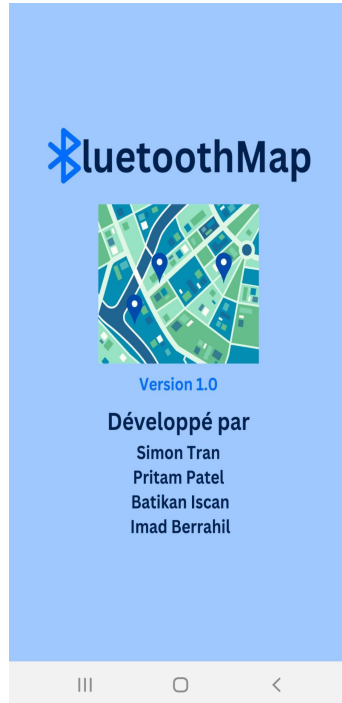 BluetoothMap
Version 1.0
Développé par
Simon Tran
Pritam Patel
Batikan Iscan
Imad Berrahil